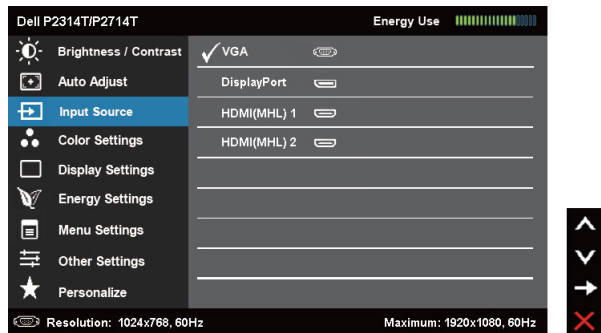 Dell P2314T/P2714T Energy Use
Brightness / Contrast
VGA
Auto Adjust
DisplayPort
Input Source
HDMI(MHL) 1
Color Settings
HDMI(MHL) 2
Display Settings
Energy Settings
Menu Settings
Other Settings
Personalize
Resolution: 1024x768, 60Hz Maximum: 1920x1080, 60Hz